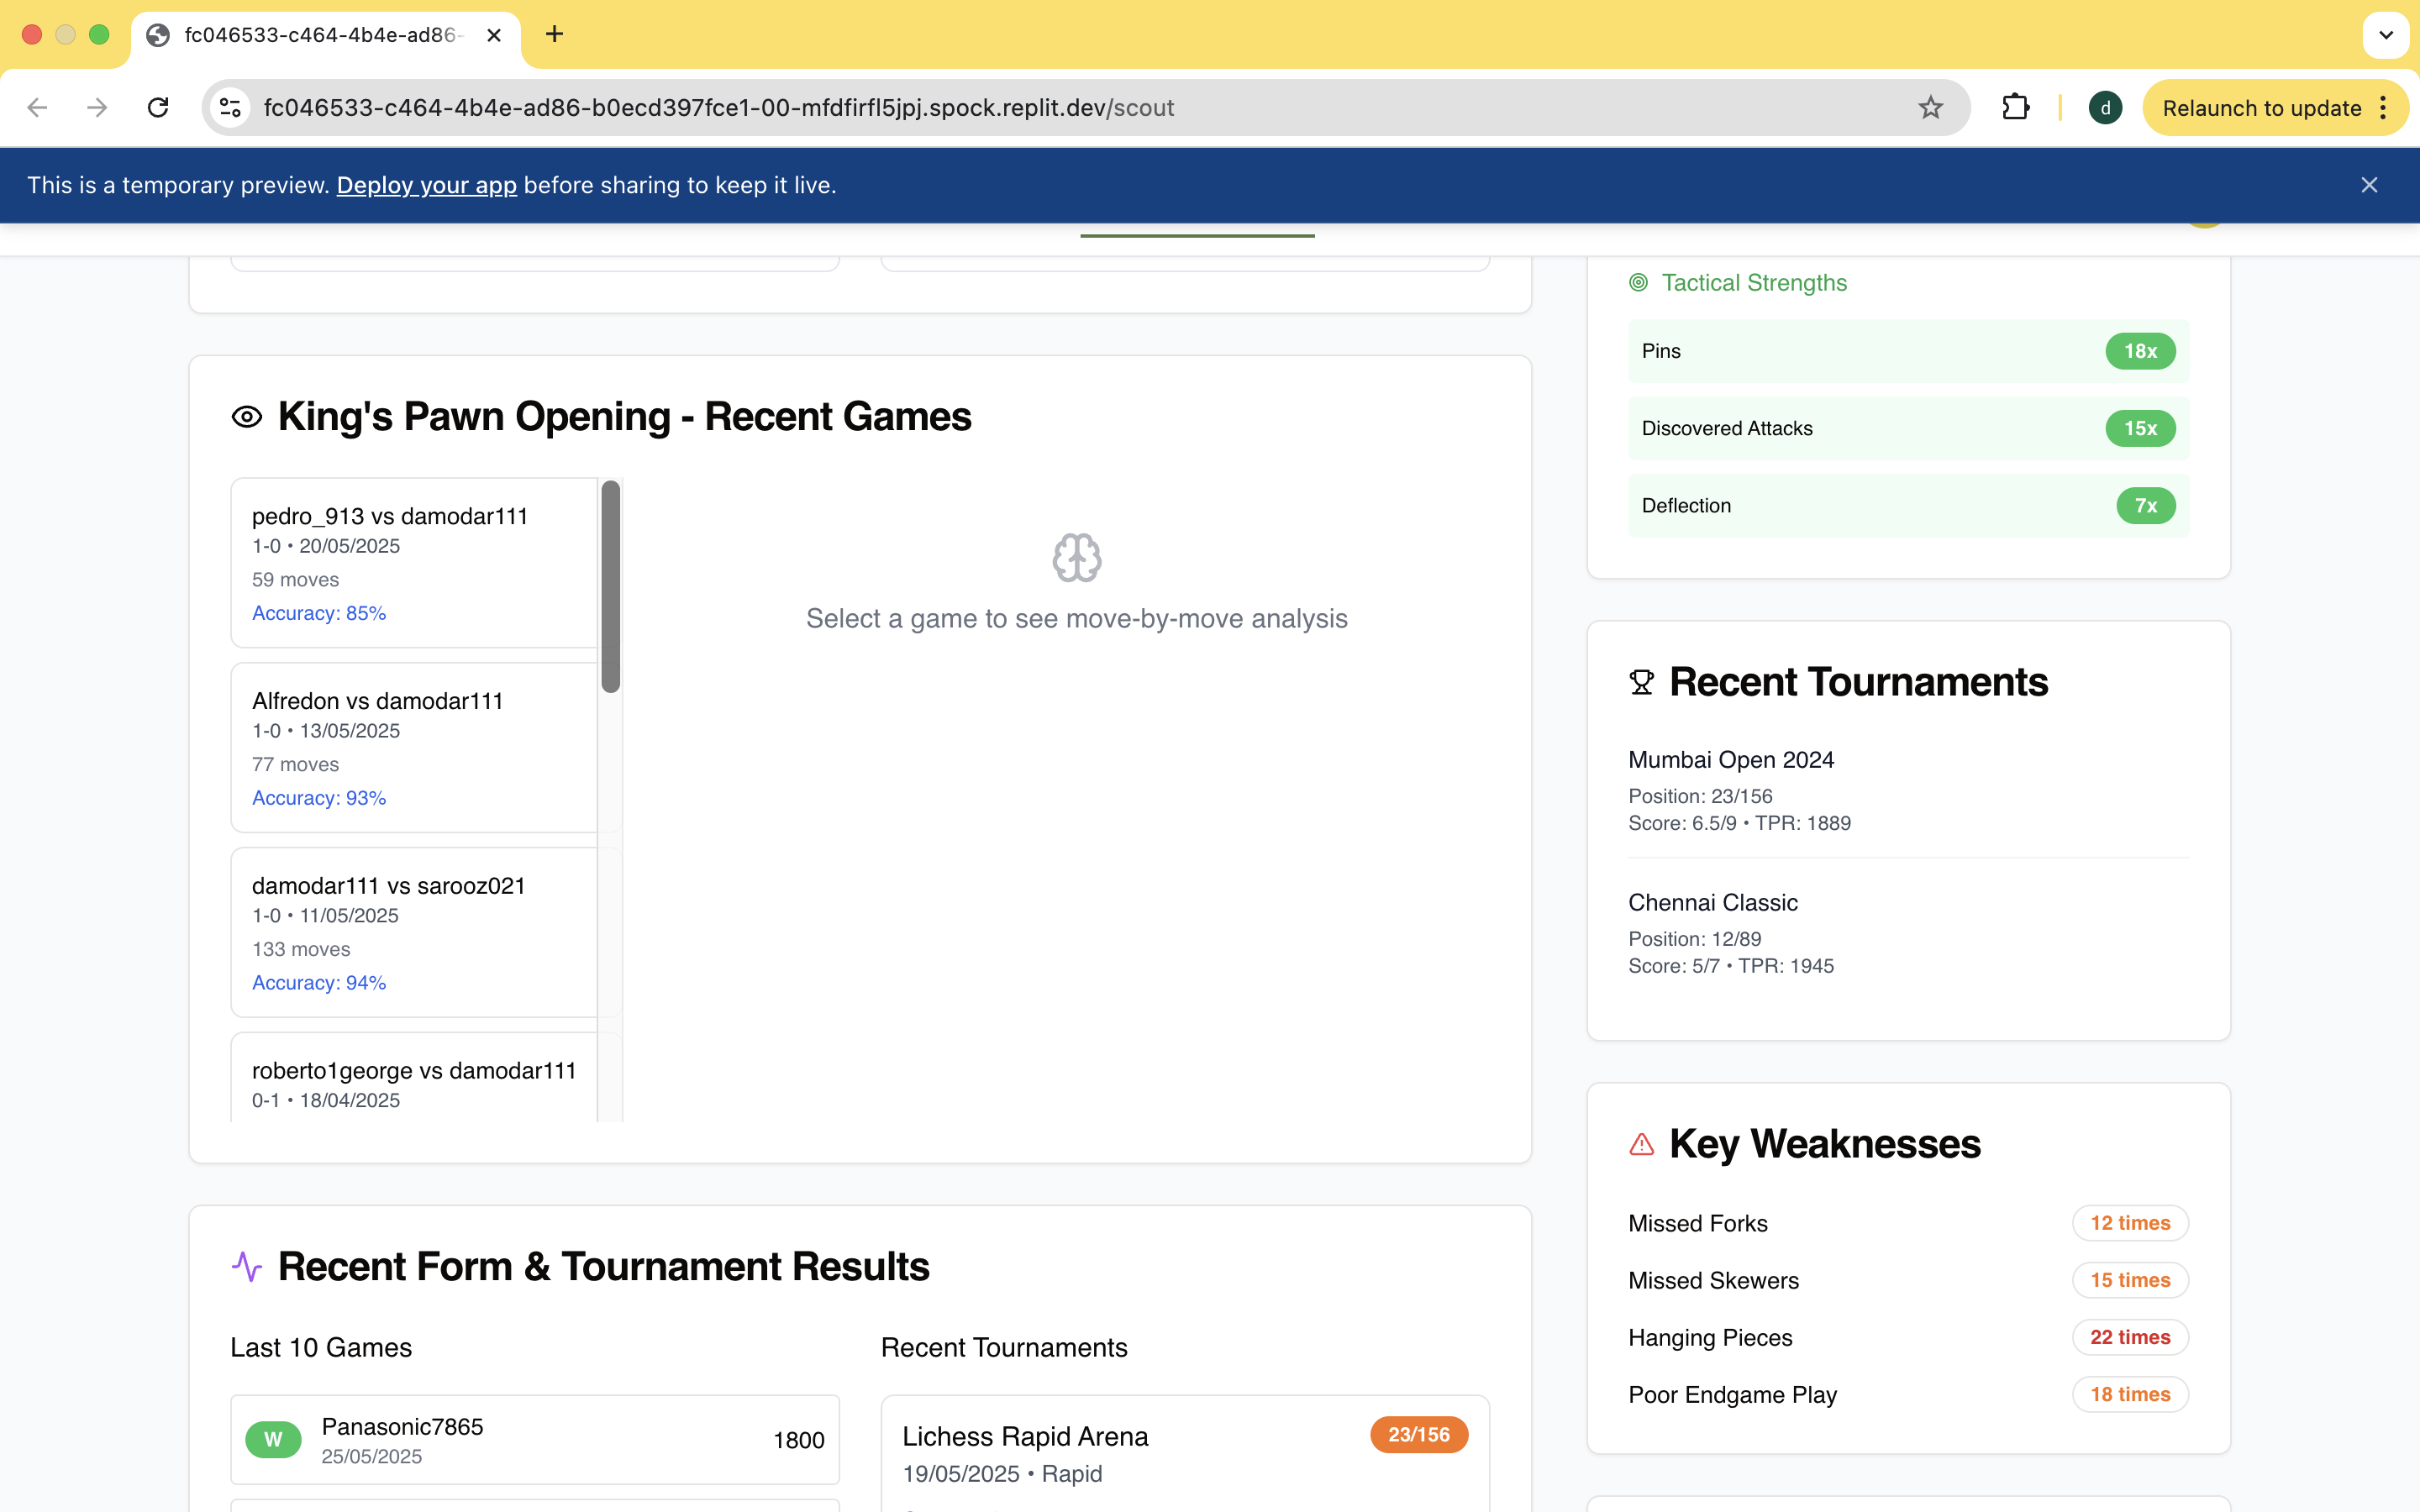 fc046533-c464-4b4e-ad86-
fc046533-c464-4b4e-ad86-b0ecd397fce1-00-mfdfirfl5jpj.spock.replit.dev/scout
d
Relaunch to update
This is a temporary preview. Deploy your app before sharing to keep it live.
King's Pawn Opening - Recent Games
pedro_913 vs damodar111
1-0 • 20/05/2025
59 moves
Accuracy: 85%
Alfredon vs damodar111
1-0 • 13/05/2025
77 moves
Accuracy: 93%
damodar111 vs sarooz021
1-0 • 11/05/2025
133 moves
Accuracy: 94%
roberto1george vs damodar111
0-1 • 18/04/2025
Select a game to see move-by-move analysis
Recent Form & Tournament Results
Last 10 Games
W
Panasonic7865
25/05/2025
1800
Recent Tournaments
Lichess Rapid Arena
23/156
19/05/2025 • Rapid
Tactical Strengths
Pins
18x
Discovered Attacks
15x
Deflection
7x
Recent Tournaments
Mumbai Open 2024
Position: 23/156
Score: 6.5/9 • TPR: 1889
Chennai Classic
Position: 12/89
Score: 5/7 • TPR: 1945
Key Weaknesses
Missed Forks
12 times
Missed Skewers
15 times
Hanging Pieces
22 times
Poor Endgame Play
18 times